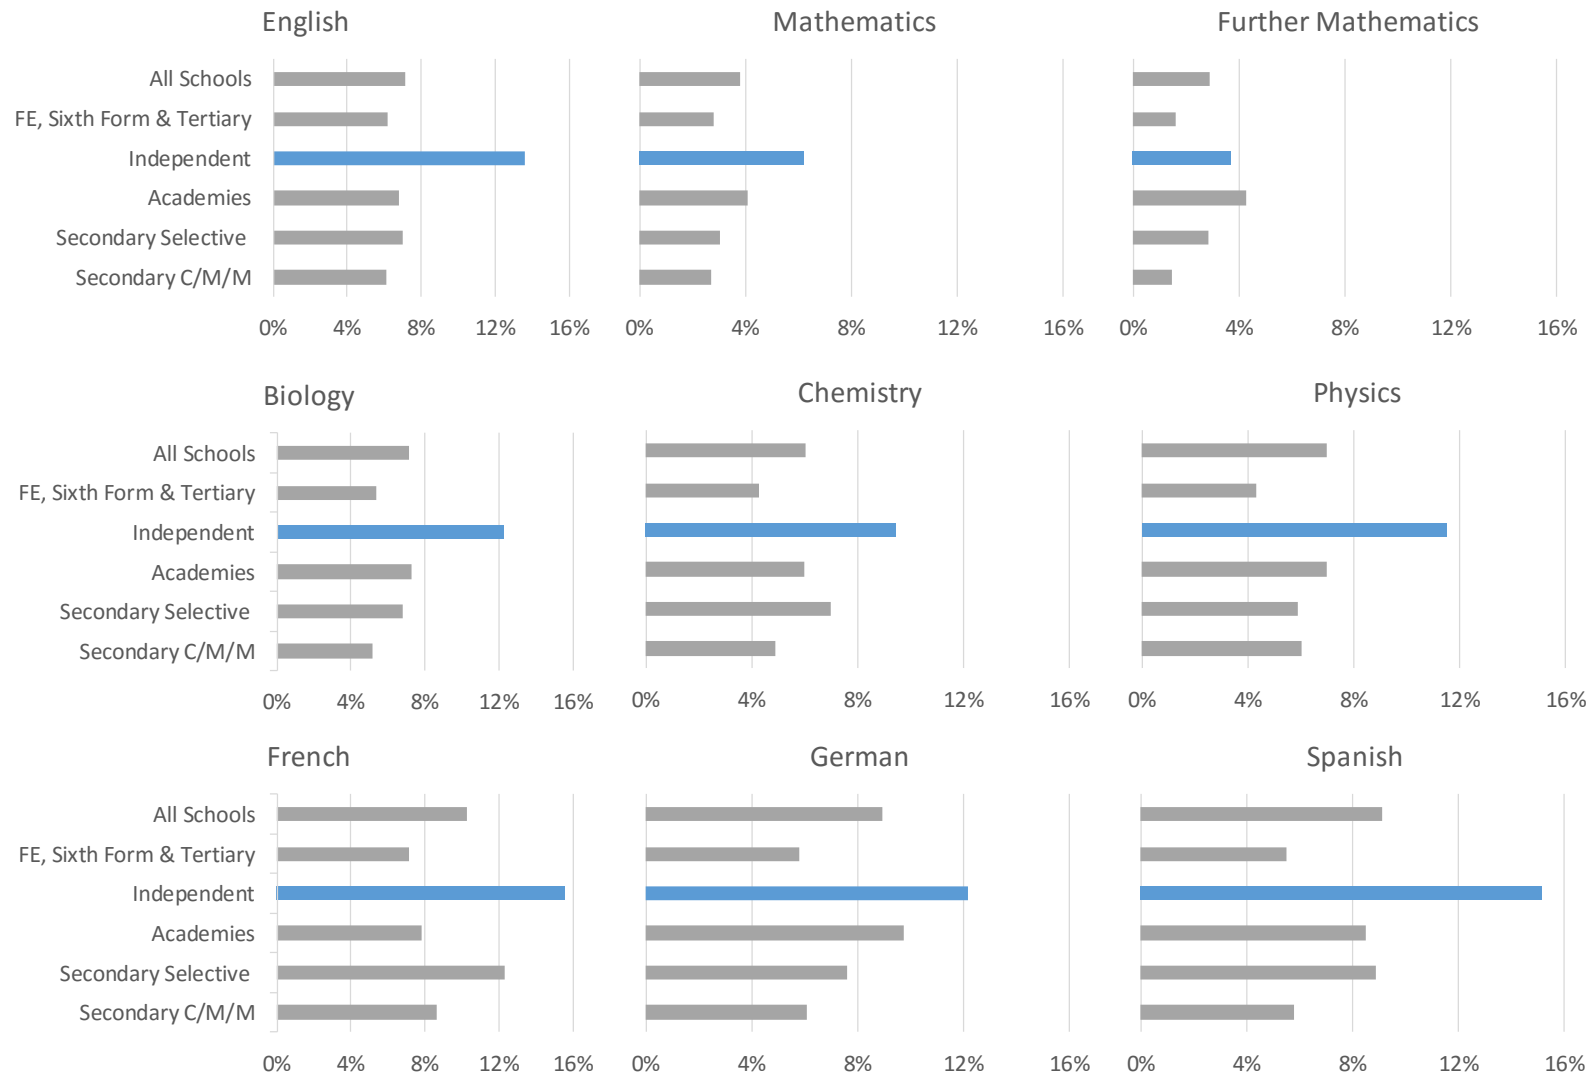 English
Mathematics
Further Mathematics
All Schools
FE, Sixth Form & Tertiary
Independent
Academies
Secondary Selective
Secondary C/M/M
0% 4% 8% 12% 16%
0% 4% 8% 12% 16%
0% 4% 8% 12% 16%
Biology
Chemistry
Physics
All Schools
FE, Sixth Form & Tertiary
Independent
Academies
Secondary Selective
Secondary C/M/M
0% 4% 8% 12% 16%
0% 4% 8% 12% 16%
0% 4% 8% 12% 16%
French
German
Spanish
All Schools
FE, Sixth Form & Tertiary
Independent
Academies
Secondary Selective
Secondary C/M/M
0% 4% 8% 12% 16%
0% 4% 8% 12% 16%
0% 4% 8% 12% 16%